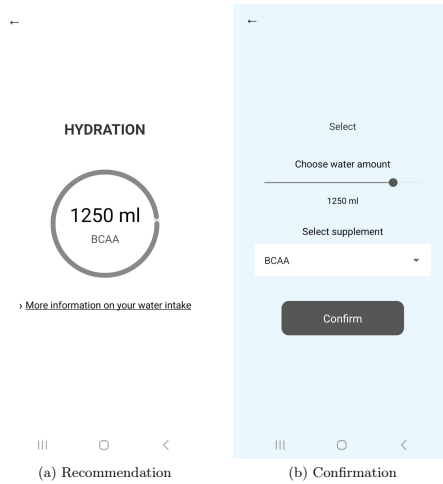 ←
HYDRATION
1250 ml
BCAA
› More information on your water intake
(a) Recommendation
←
Select
Choose water amount
1250 ml
Select supplement
BCAA
Confirm
(b) Confirmation